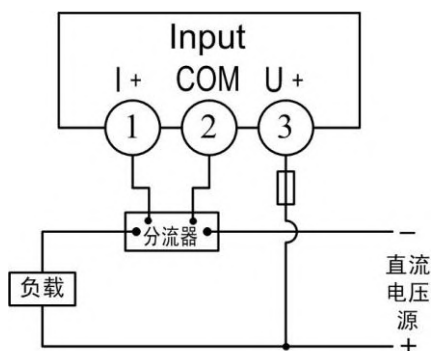 Input
I + COM U +
1 2 3
分流器
负载
−
直流
电压
源
+